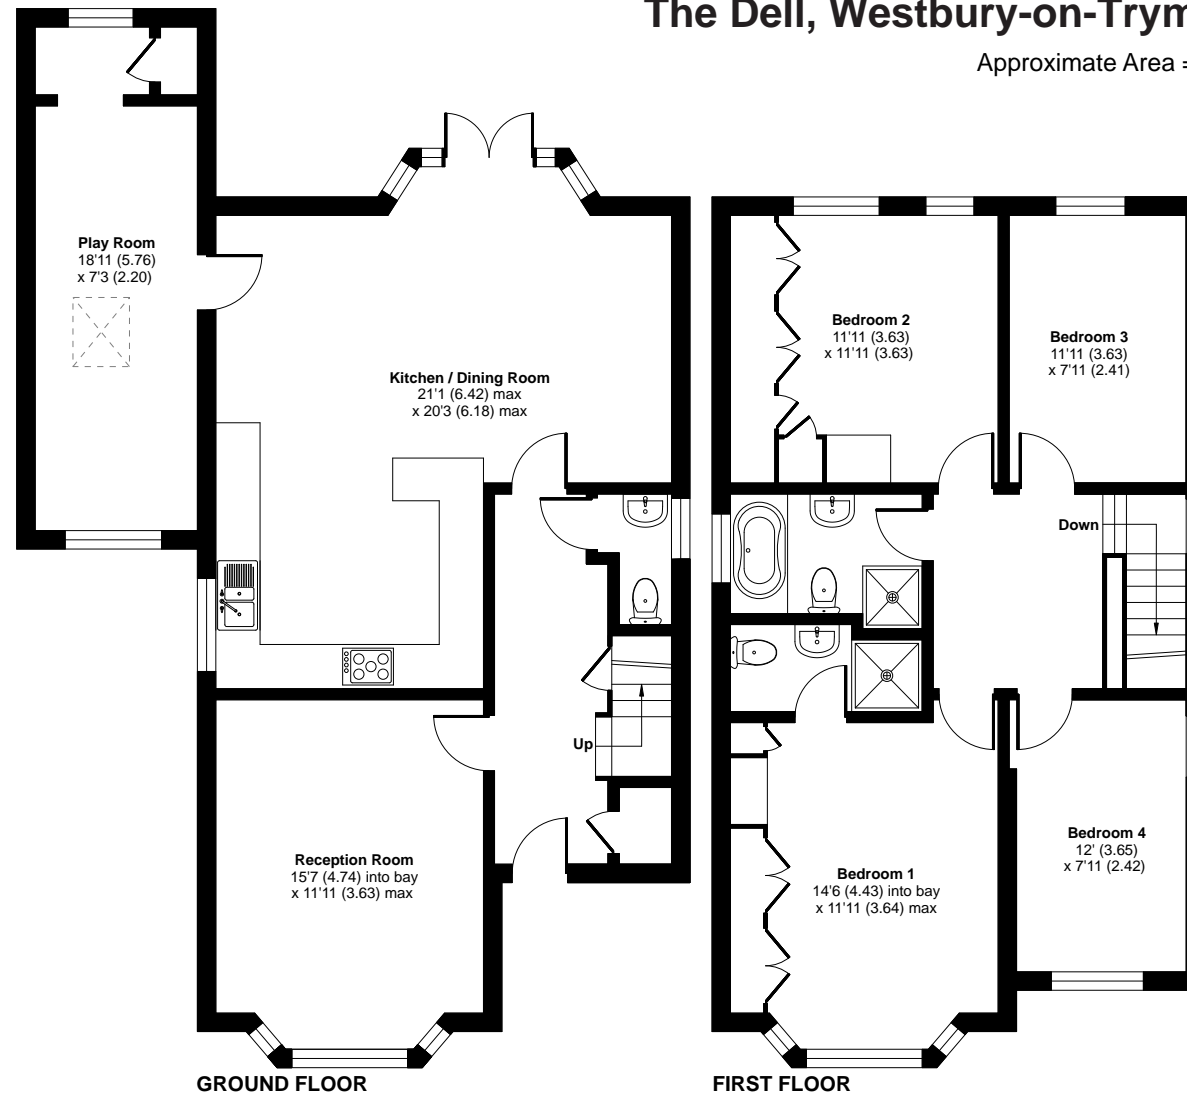 The Dell, Westbury-on-Trym
Approximate Area =
Play Room
18'11 (5.76)
x 7'3 (2.20)
Kitchen / Dining Room
21'1 (6.42) max
x 20'3 (6.18) max
Up
Reception Room
15'7 (4.74) into bay
x 11'11 (3.63) max
GROUND FLOOR
Bedroom 2
11'11 (3.63)
x 11'11 (3.63)
Bedroom 3
11'11 (3.63)
x 7'11 (2.41)
Down
Bedroom 1
14'6 (4.43) into bay
x 11'11 (3.64) max
Bedroom 4
12' (3.65)
x 7'11 (2.42)
FIRST FLOOR